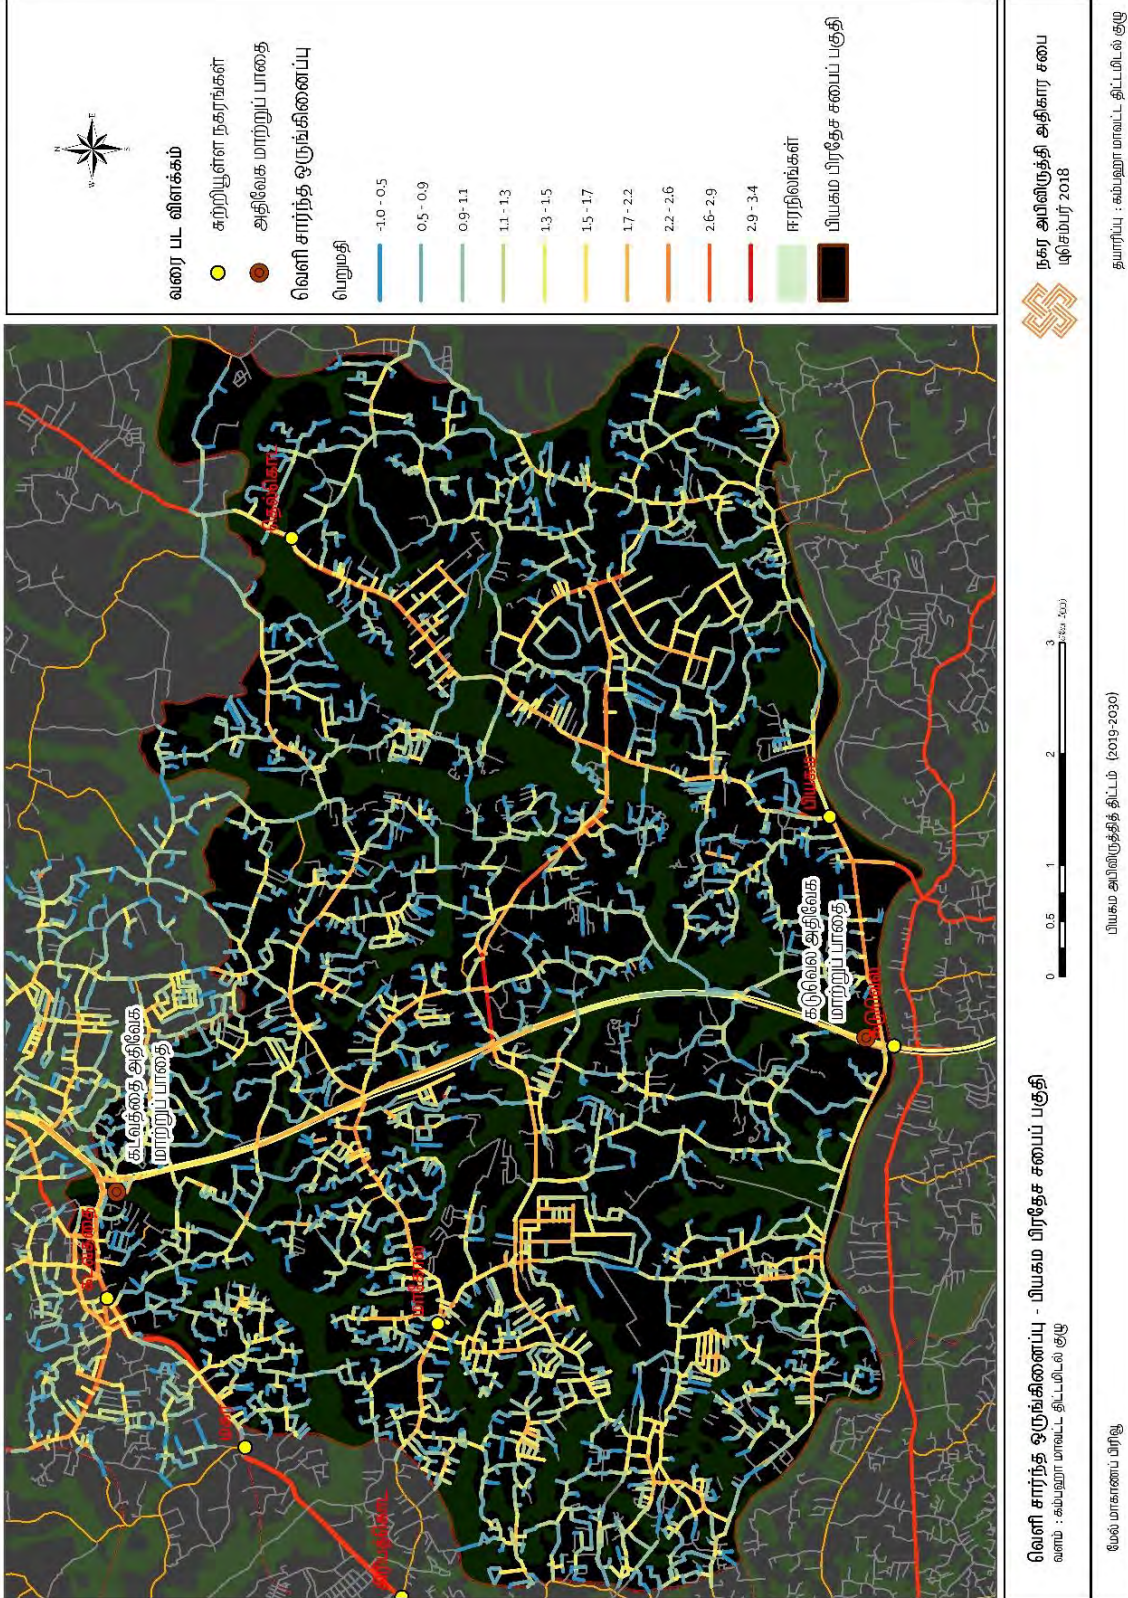 வரை பட விளக்கம்
சுற்றியுள்ள நகரங்கள்
அதிவேக மாற்றுப் பாதை
வெளி சார்ந்த ஒருங்கினைப்பு
பெறுமதி
-1.0 - 0.5
0.5 - 0.9
0.9- 1.1
1.1 - 1.3
1.3 - 1.5
1.5 - 1.7
1.7 - 2.2
2.2 - 2.6
2.6- 2.9
2.9 - 3.4
ஈரநிலங்கள்
பியகம பிரதேச சபைப் பகுதி
N
E
S
W
கடவத்தை அதிவேக
மாற்றுப் பாதை
கடுவெல அதிவேக
மாற்றுப் பாதை
பியகம
கடுவெல
மாகோல
0 0.5 1 2 3
வெளி சார்ந்த ஒருங்கினைப்பு - பியகம பிரதேச சபைப் பகுதி
வளம் : கம்பஹா மாவட்ட திட்டமிடல் குழு
நகர அபிவிருத்தி அதிகார சபை
டிசெம்பர் 2018
மேல் மாகாணப் பிரிவு
பியகம அபிவிருத்தித் திட்டம் (2019-2030)
தயாரிப்பு : கம்பஹா மாவட்ட திட்டமிடல் குழு